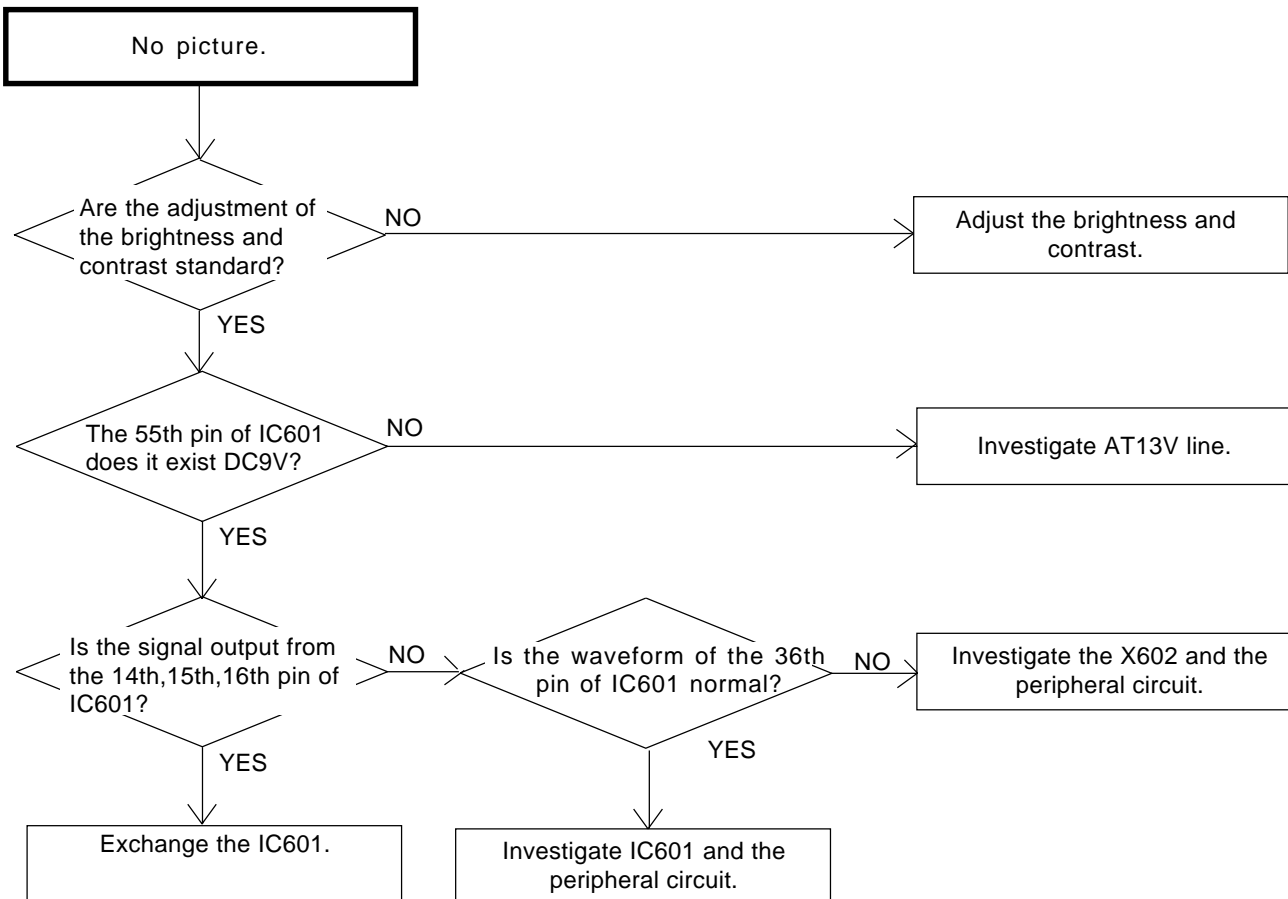 No picture.
Are the adjustment of
the brightness and
contrast standard?
NO
Adjust the brightness and
contrast.
YES
The 55th pin of IC601
does it exist DC9V?
NO
Investigate AT13V line.
YES
Is the signal output from
the 14th,15th,16th pin of
IC601?
NO
Is the waveform of the 36th
pin of IC601 normal?
NO
Investigate the X602 and the
peripheral circuit.
YES
YES
Exchange the IC601.
Investigate IC601 and the
peripheral circuit.